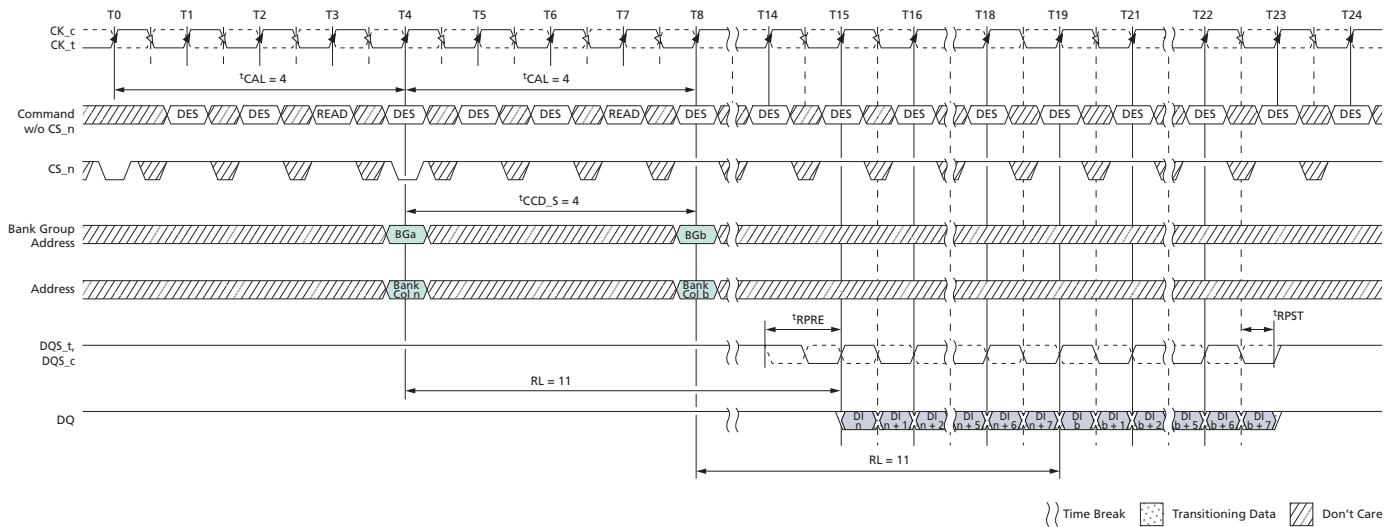 T0 T1 T2 T3 T4 T5 T6 T7 T8 T14 T15 T16 T18 T19 T21 T22 T23 T24
CK_c
CK_t
tCAL = 4 tCAL = 4
Command
w/o CS_n
DES DES READ DES DES DES READ DES DES DES DES DES DES DES DES DES DES
CS_n
tCCD_S = 4
Bank Group
Address
BGa BGb
Address
Bank
Col n
Bank
Col b
tRPRE tRPST
DQS_t,
DQS_c
RL = 11
DQ
DI
n
DI
n + 1
DI
n + 2
DI
n + 5
DI
n + 6
DI
n + 7
DI
b
DI
b + 1
DI
b + 2
DI
b + 5
DI
b + 6
DI
b + 7
RL = 11
Time Break Transitioning Data Don't Care